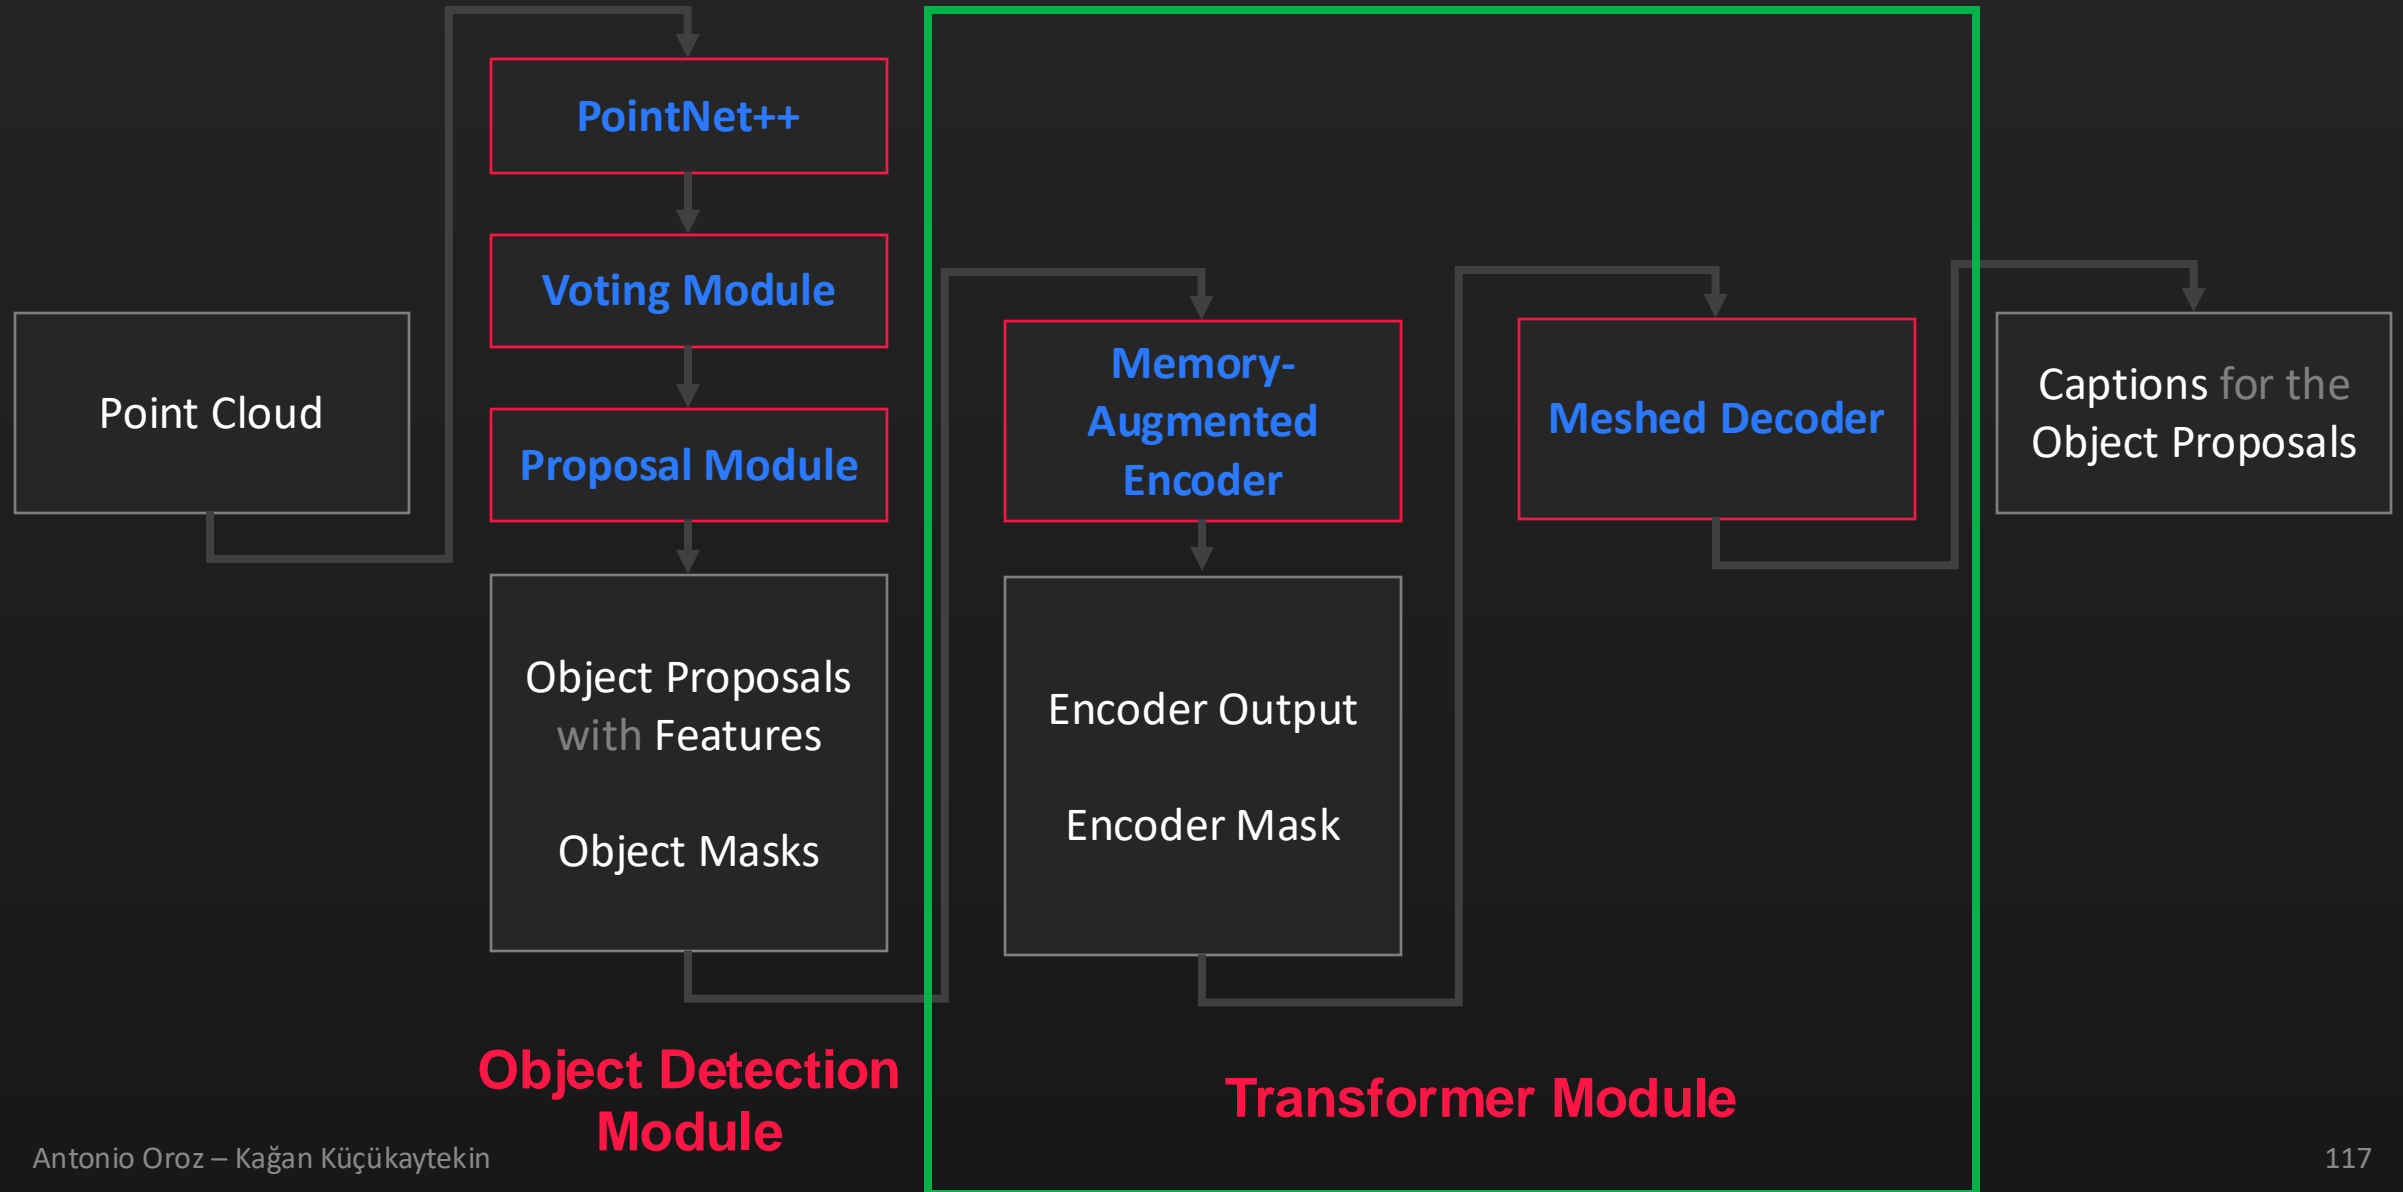 PointNet++
Voting Module
Proposal Module
Point Cloud
Object Proposals
with Features
Object Masks
Memory-
Augmented
Encoder
Encoder Output
Encoder Mask
Meshed Decoder
Captions for the
Object Proposals
Object Detection
Module
Transformer Module
Antonio Oroz – Kağan Küçükaytekin
117